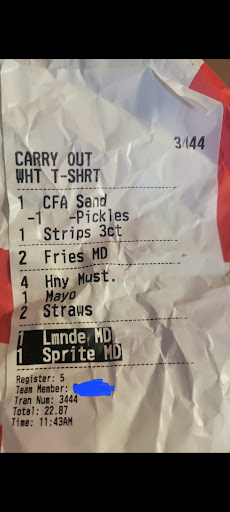 3444
CARRY OUT
WHT T-SHRT
1 CFA Sand
-1 -Pickles
1 Strips 3ct
2 Fries MD
4 Hny Must.
1 Mayo
2 Straws
1 Lmnde MD
1 Sprite MD
Register: 5
Team Member:
Tran Num: 3444
Total: 22.87
Time: 11:43AM